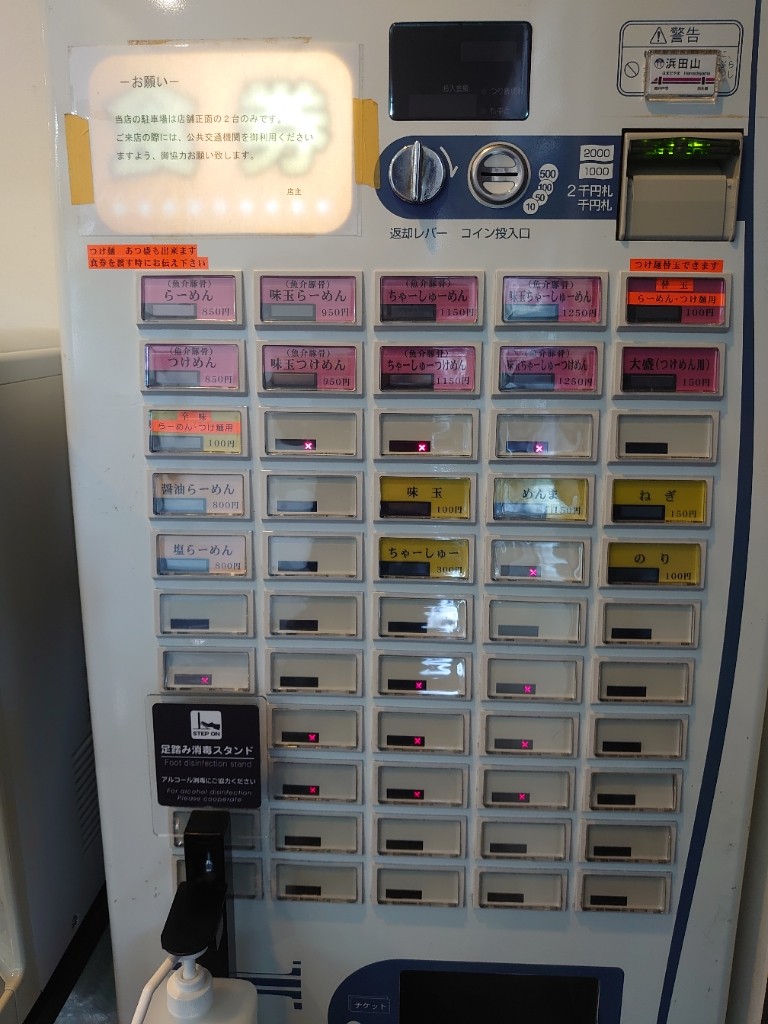 －お願い－
当店の駐車場は店舗正面の２台のみです。
ご来店の際には、公共交通機関を御利用ください
ますよう、御協力お願い致します。
店主
券
警告
浜田山
はまだやま Hamadayama
返却レバー コイン投入口
500
100
50
10
2000
1000
2千円札
千円札
つけ麺 あつ盛も出来ます
食券を渡す時にお伝え下さい
つけ麺替玉できます
(魚介豚骨)
らーめん
850円
(魚介豚骨)
味玉らーめん
950円
(魚介豚骨)
ちゃーしゅーめん
1150円
(魚介豚骨)
味玉ちゃーしゅーめん
1250円
替玉
らーめん・つけ麺用
100円
(魚介豚骨)
つけめん
850円
(魚介豚骨)
味玉つけめん
950円
(魚介豚骨)
ちゃーしゅーつけめん
1150円
(魚介豚骨)
味玉ちゃーしゅーつけめん
1250円
大盛(つけめん用)
150円
辛味
らーめん・つけ麺用
100円
醤油らーめん
800円
味玉
100円
めんま
150円
ねぎ
150円
塩らーめん
800円
ちゃーしゅー
300円
のり
100円
STEP ON
足踏み消毒スタンド
Foot disinfection stand
アルコール消毒にご協力ください
For alcohol disinfection
Please cooperate
チケット